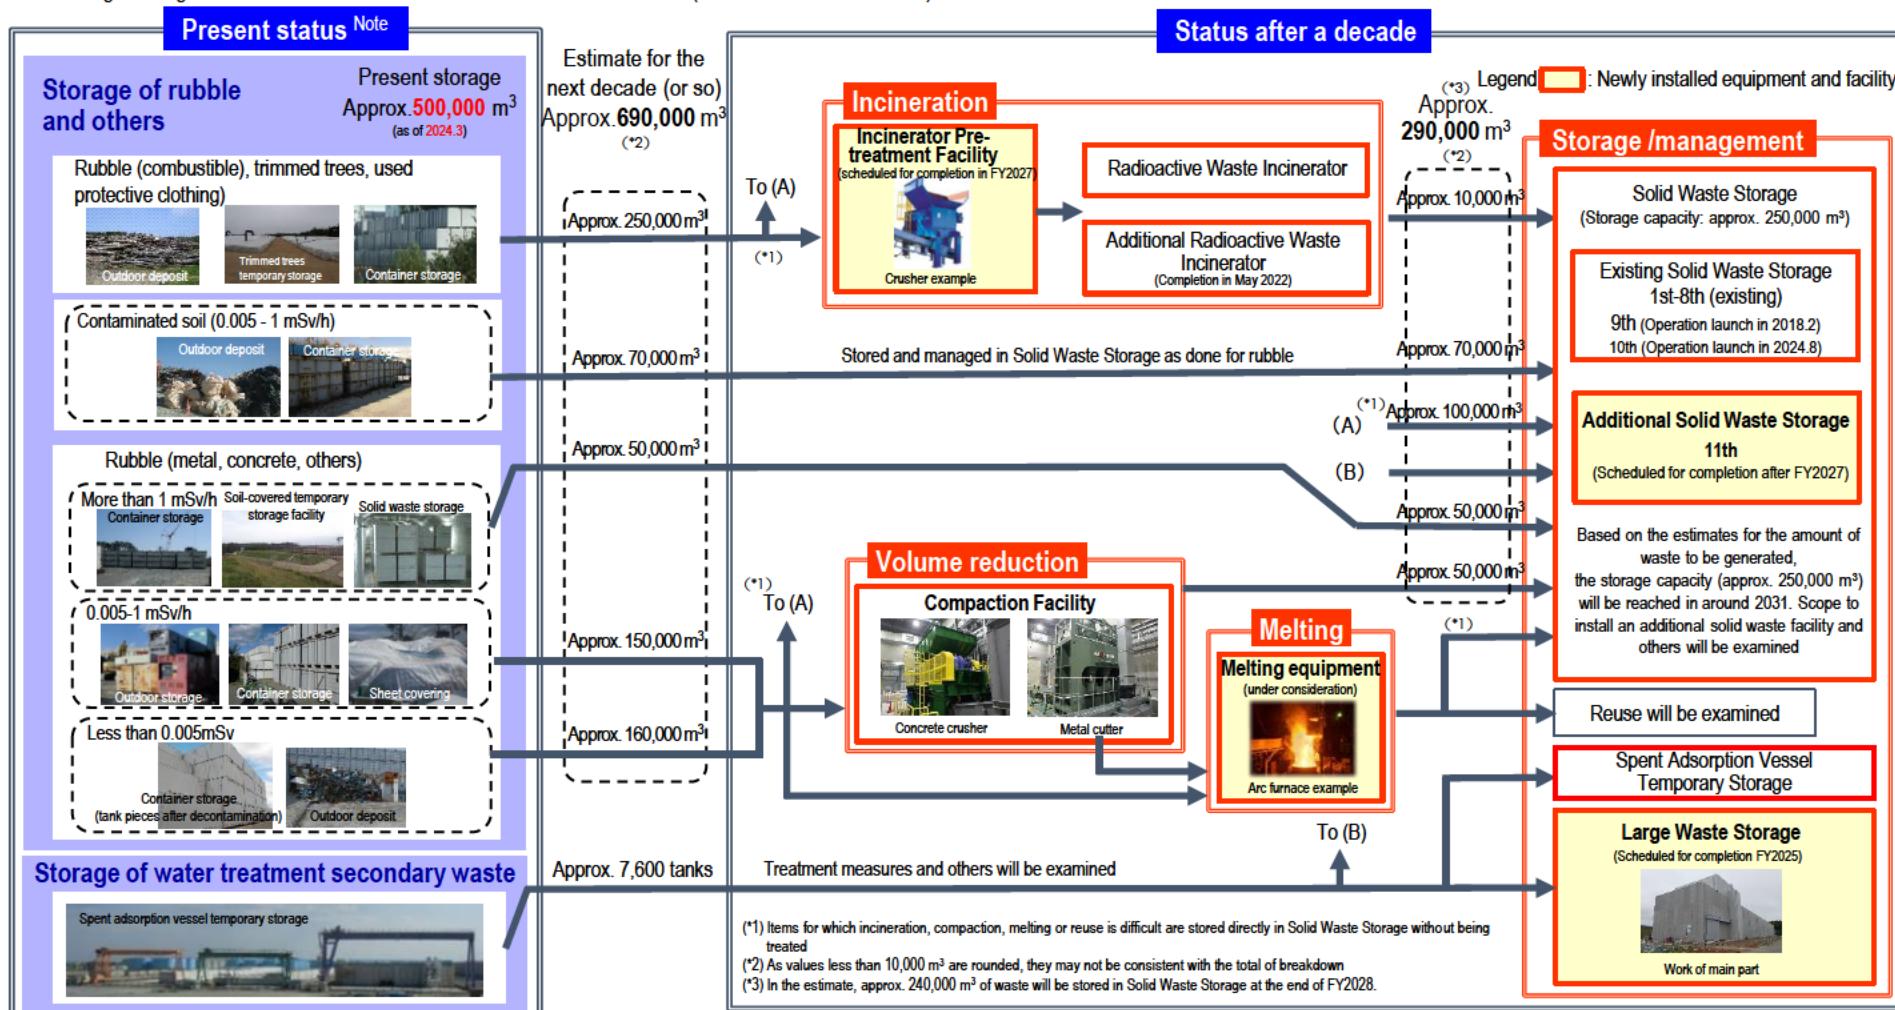 Present status Note
Storage of rubble
and others
Present storage
Approx.500,000 m³
(as of 2024.3)
Rubble (combustible), trimmed trees, used
protective clothing)
Outdoor deposit
Trimmed trees
temporary storage
Container storage
Contaminated soil (0.005 - 1 mSv/h)
Outdoor deposit
Container storage
Rubble (metal, concrete, others)
More than 1 mSv/h
Container storage
Soil-covered temporary
storage facility
Solid waste storage
0.005-1 mSv/h
Outdoor storage
Container storage
Sheet covering
Less than 0.005mSv
Container storage
(tank pieces after decontamination)
Outdoor deposit
Storage of water treatment secondary waste
Spent adsorption vessel temporary storage
Estimate for the
next decade (or so)
Approx.690,000 m³
(*2)
Approx. 250,000 m³
Approx. 70,000 m³
Approx. 50,000 m³
Approx. 150,000 m³
Approx. 160,000 m³
Approx. 7,600 tanks
Status after a decade
Legend : Newly installed equipment and facility
To (A)
(*1)
Incineration
Incinerator Pre-
treatment Facility
(scheduled for completion in FY2027)
Crusher example
Radioactive Waste Incinerator
Additional Radioactive Waste
Incinerator
(Completion in May 2022)
Stored and managed in Solid Waste Storage as done for rubble
(*1)
To (A)
Volume reduction
Compaction Facility
Concrete crusher
Metal cutter
Melting
Melting equipment
(under consideration)
Arc furnace example
To (B)
Treatment measures and others will be examined
(*3)
Approx.
290,000 m³
(*2)
Approx. 10,000 m³
Approx. 70,000 m³
(*1)
Approx. 100,000 m³
(A)
(B)
Approx. 50,000 m³
Approx. 50,000 m³
(*1)
Storage /management
Solid Waste Storage
(Storage capacity: approx. 250,000 m³)
Existing Solid Waste Storage
1st-8th (existing)
9th (Operation launch in 2018.2)
10th (Operation launch in 2024.8)
Additional Solid Waste Storage
11th
(Scheduled for completion after FY2027)
Based on the estimates for the amount of
waste to be generated,
the storage capacity (approx. 250,000 m³)
will be reached in around 2031. Scope to
install an additional solid waste facility and
others will be examined
Reuse will be examined
Spent Adsorption Vessel
Temporary Storage
Large Waste Storage
(Scheduled for completion FY2025)
Work of main part
(*1) Items for which incineration, compaction, melting or reuse is difficult are stored directly in Solid Waste Storage without being
treated
(*2) As values less than 10,000 m³ are rounded, they may not be consistent with the total of breakdown
(*3) In the estimate, approx. 240,000 m³ of waste will be stored in Solid Waste Storage at the end of FY2028.